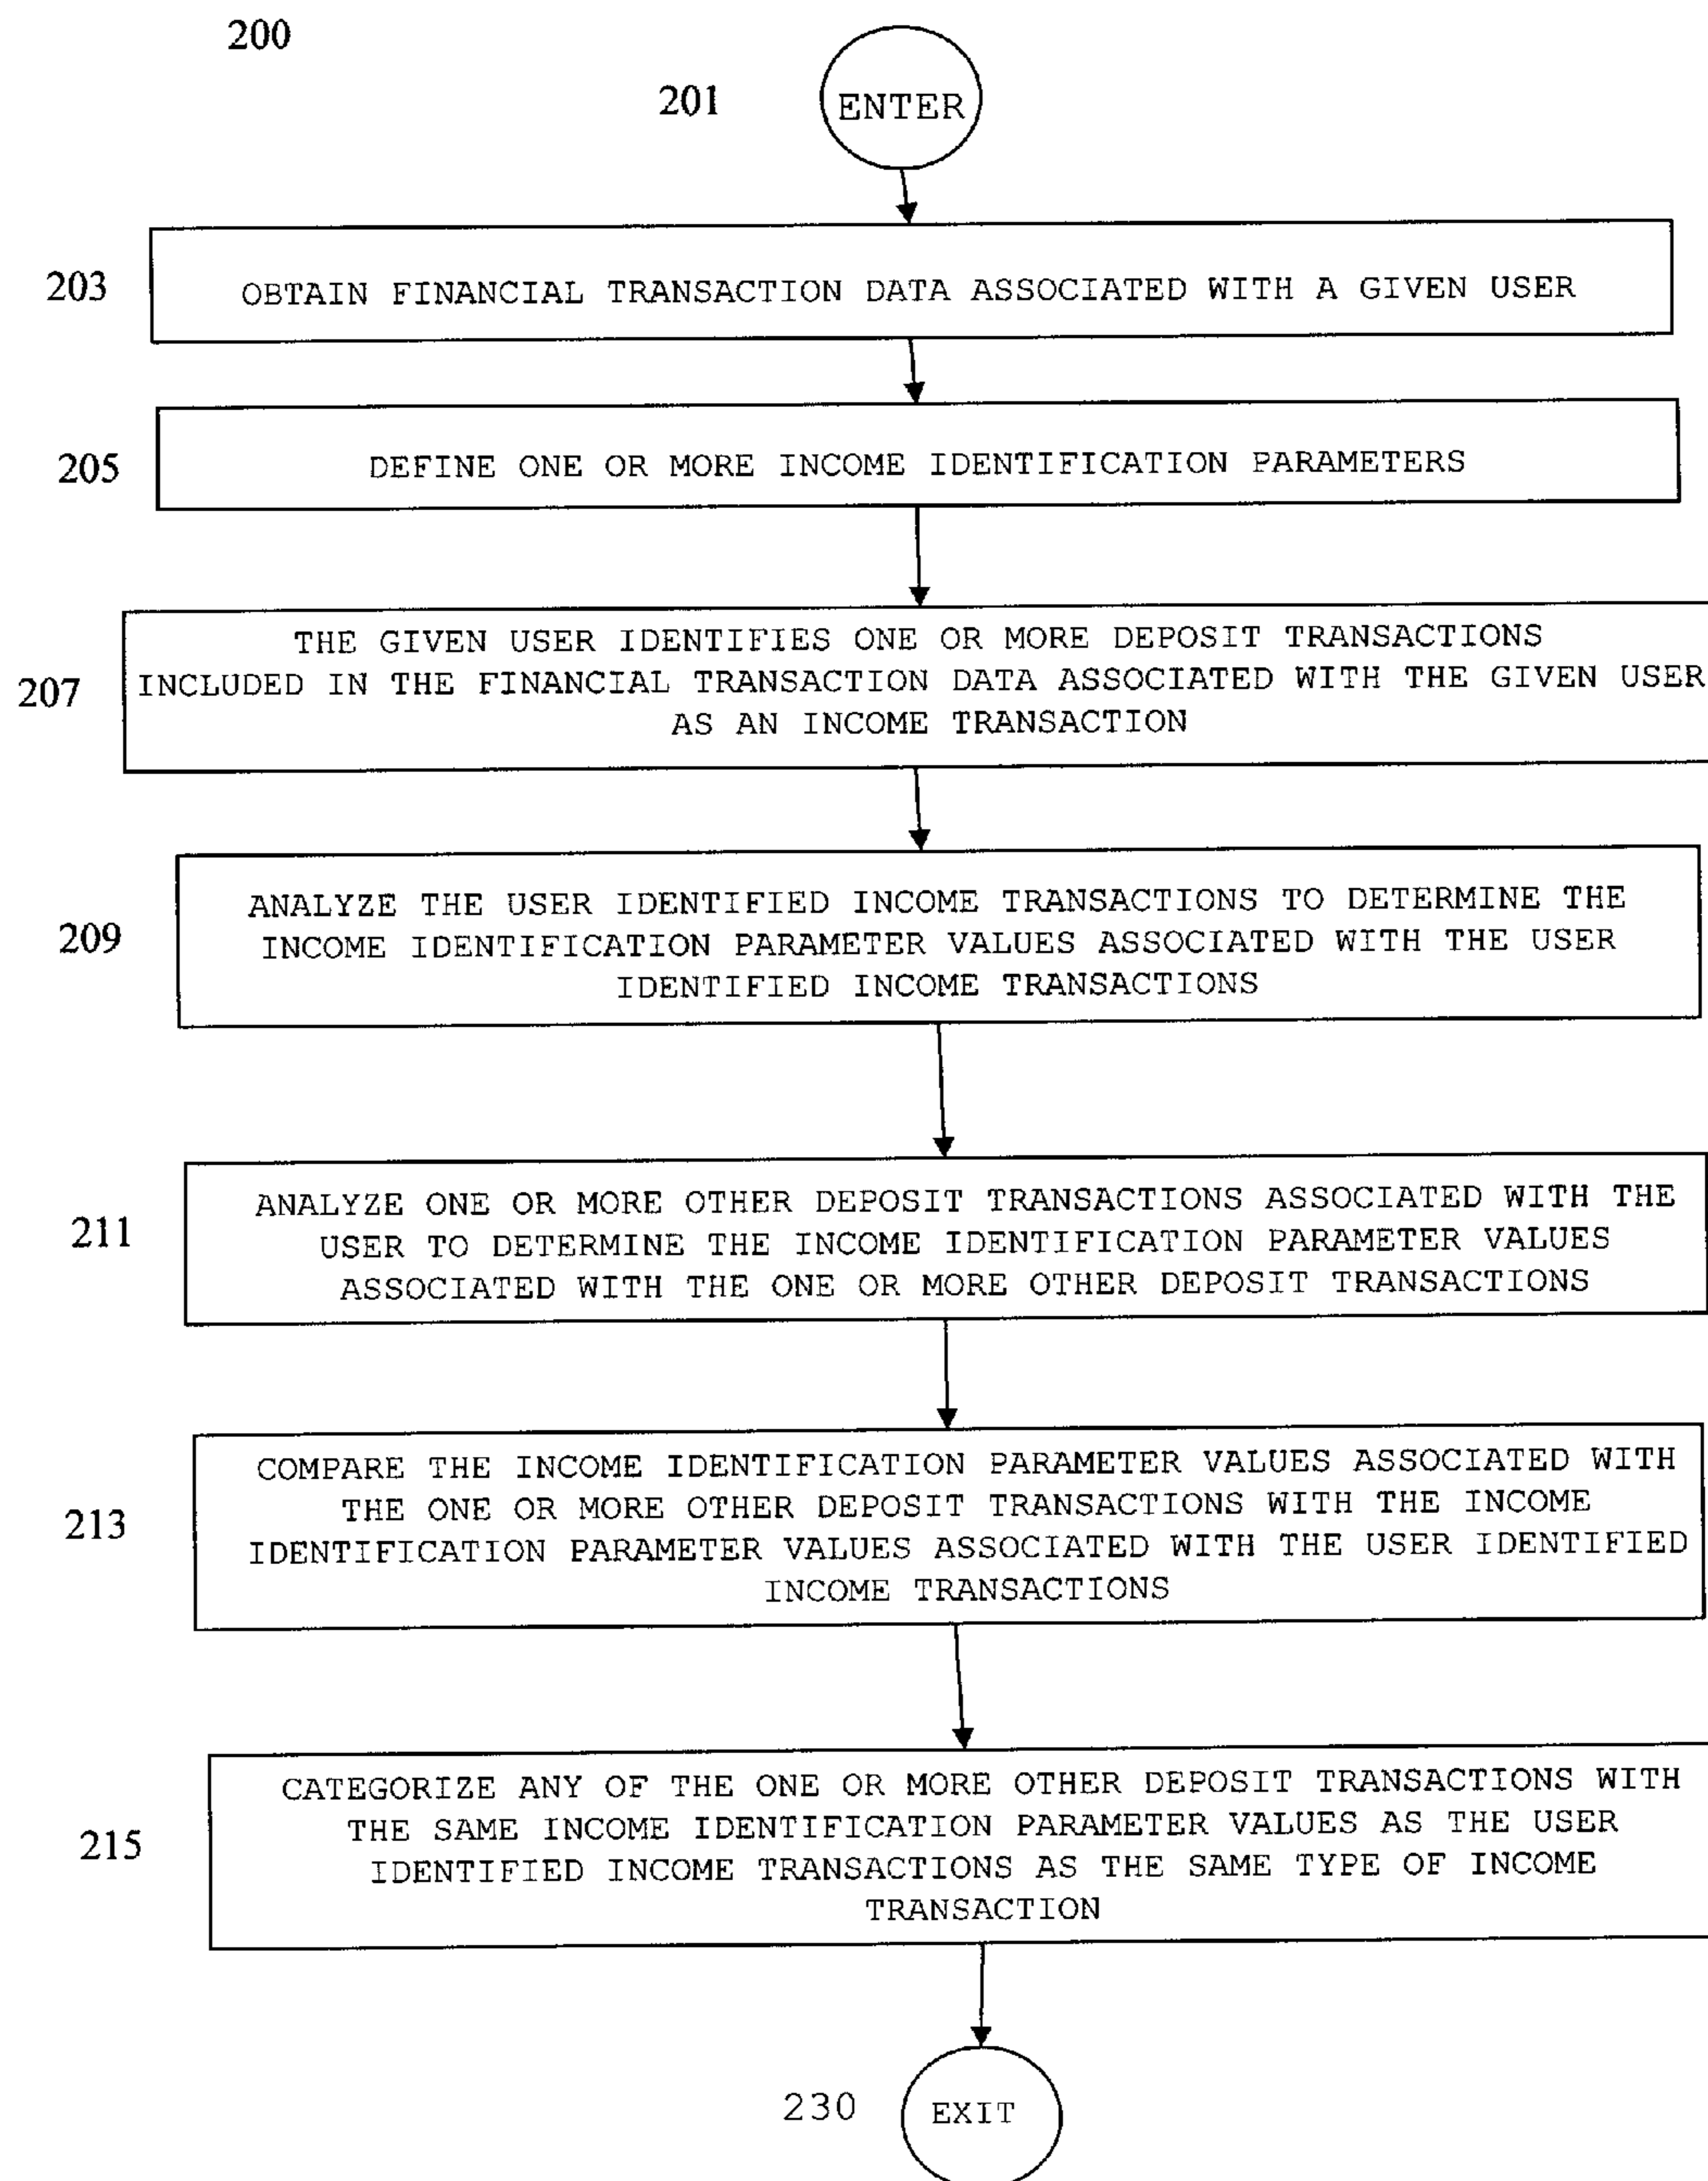 200
201
ENTER
203
OBTAIN FINANCIAL TRANSACTION DATA ASSOCIATED WITH A GIVEN USER
205
DEFINE ONE OR MORE INCOME IDENTIFICATION PARAMETERS
207
THE GIVEN USER IDENTIFIES ONE OR MORE DEPOSIT TRANSACTIONS
INCLUDED IN THE FINANCIAL TRANSACTION DATA ASSOCIATED WITH THE GIVEN USER
AS AN INCOME TRANSACTION
209
ANALYZE THE USER IDENTIFIED INCOME TRANSACTIONS TO DETERMINE THE
INCOME IDENTIFICATION PARAMETER VALUES ASSOCIATED WITH THE USER
IDENTIFIED INCOME TRANSACTIONS
211
ANALYZE ONE OR MORE OTHER DEPOSIT TRANSACTIONS ASSOCIATED WITH THE
USER TO DETERMINE THE INCOME IDENTIFICATION PARAMETER VALUES
ASSOCIATED WITH THE ONE OR MORE OTHER DEPOSIT TRANSACTIONS
213
COMPARE THE INCOME IDENTIFICATION PARAMETER VALUES ASSOCIATED WITH
THE ONE OR MORE OTHER DEPOSIT TRANSACTIONS WITH THE INCOME
IDENTIFICATION PARAMETER VALUES ASSOCIATED WITH THE USER IDENTIFIED
INCOME TRANSACTIONS
215
CATEGORIZE ANY OF THE ONE OR MORE OTHER DEPOSIT TRANSACTIONS WITH
THE SAME INCOME IDENTIFICATION PARAMETER VALUES AS THE USER
IDENTIFIED INCOME TRANSACTIONS AS THE SAME TYPE OF INCOME
TRANSACTION
230
EXIT